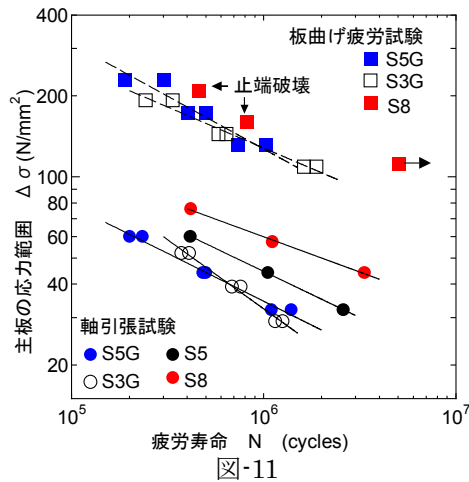 400
200
100
80
60
40
20
主板の応力範囲 Δσ(N/mm²)
板曲げ疲労試験
S5G
S3G
S8
止端破壊
軸引張試験
S5G S5
S3G S8
10⁵ 10⁶ 10⁷
疲労寿命 N (cycles)
図-11